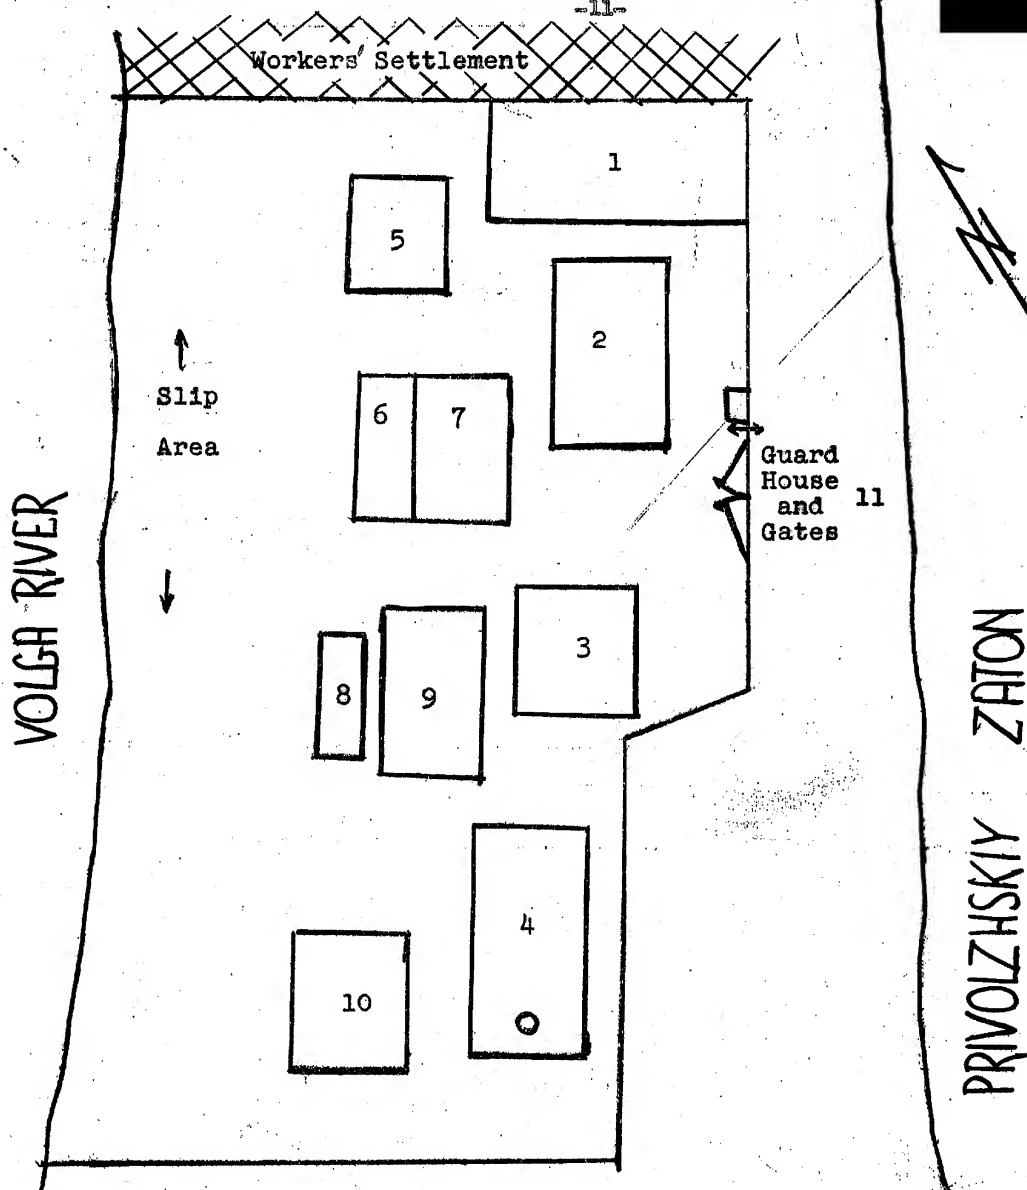 -11-
Workers' Settlement
1
5
2
Slip
Area
6
7
Guard
House
and
Gates
11
VOLGA RIVER
3
8
9
PRIVOLZHSKIY ZATON
4
10